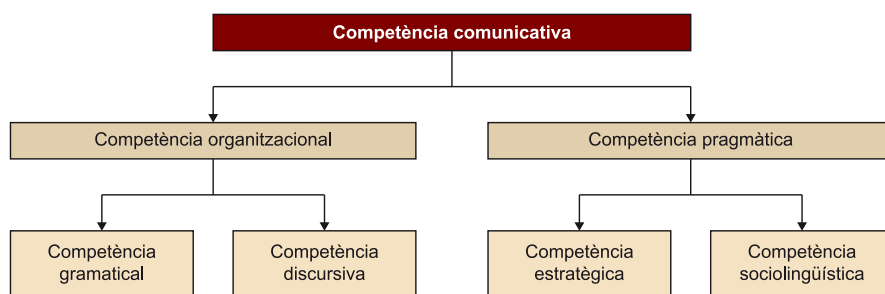 Competència comunicativa
Competència organitzacional
Competència pragmàtica
Competència
gramatical
Competència
discursiva
Competència
estratègica
Competència
sociolingüística